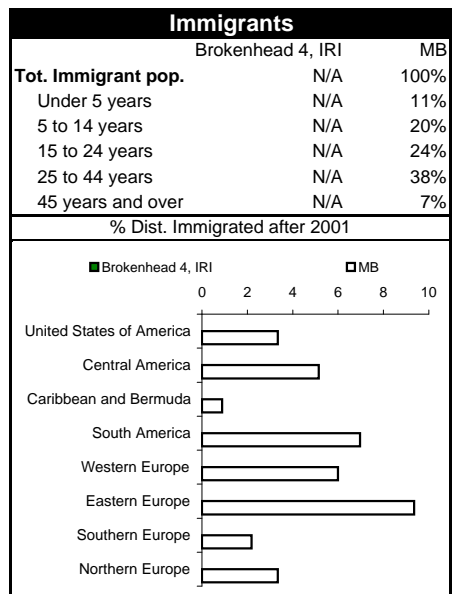 Immigrants
Brokenhead 4, IRI MB
Tot. Immigrant pop. N/A 100%
Under 5 years N/A 11%
5 to 14 years N/A 20%
15 to 24 years N/A 24%
25 to 44 years N/A 38%
45 years and over N/A 7%
% Dist. Immigrated after 2001
Brokenhead 4, IRI MB
0 2 4 6 8 10
United States of America
Central America
Caribbean and Bermuda
South America
Western Europe
Eastern Europe
Southern Europe
Northern Europe